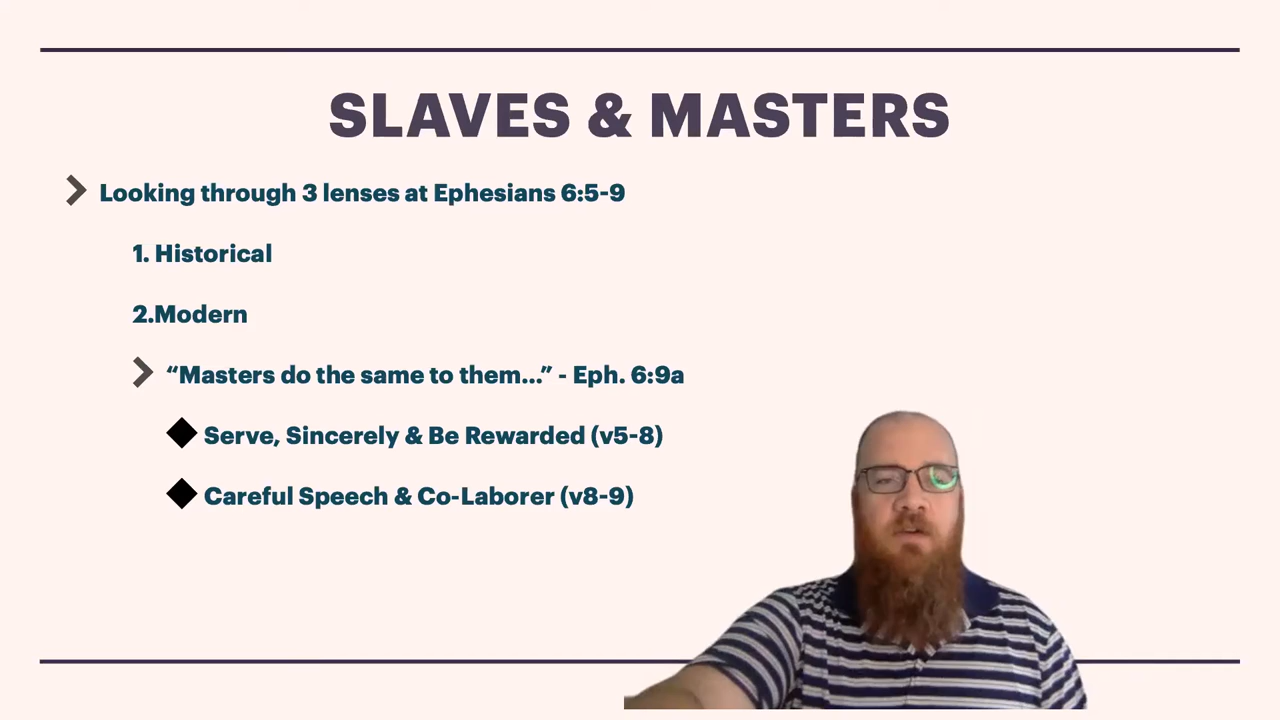 SLAVES & MASTERS
Looking through 3 lenses at Ephesians 6:5-9
1. Historical
2.Modern
“Masters do the same to them...” - Eph. 6:9a
Serve, Sincerely & Be Rewarded (v5-8)
Careful Speech & Co-Laborer (v8-9)